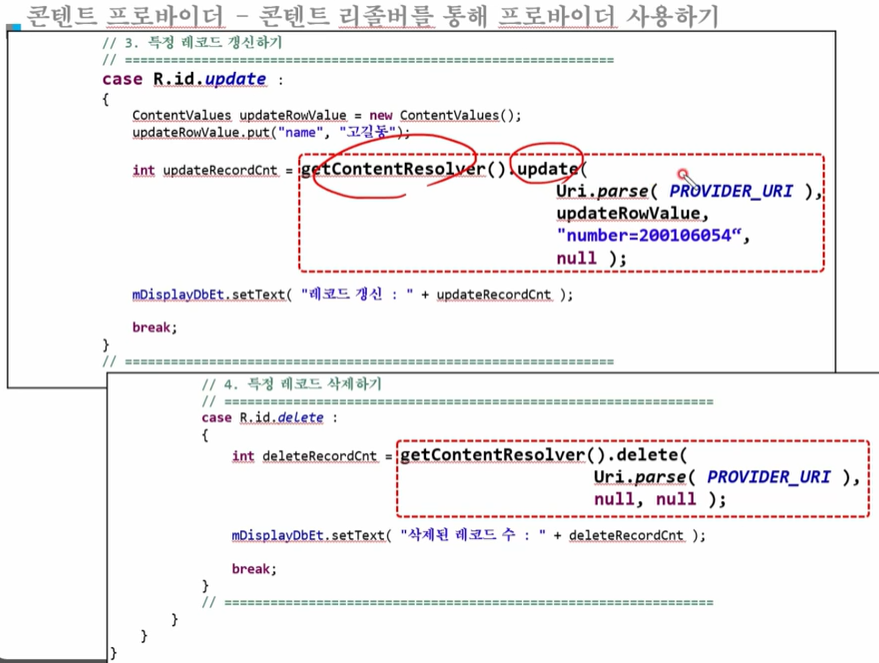 콘텐트 프로바이더 - 콘텐트 리졸버를 통해 프로바이더 사용하기
// 3. 특정 레코드 갱신하기
// ==============================================================
case R.id.update :
{
ContentValues updateRowValue = new ContentValues();
updateRowValue.put("name", "고길동");
int updateRecordCnt = getContentResolver().update(
Uri.parse( PROVIDER_URI ),
updateRowValue,
"number=200106054“,
null );
mDisplayDbEt.setText( "레코드 갱신 : " + updateRecordCnt );
break;
}
// ==============================================================
// 4. 특정 레코드 삭제하기
// ==============================================================
case R.id.delete :
{
int deleteRecordCnt = getContentResolver().delete(
Uri.parse( PROVIDER_URI ),
null, null );
mDisplayDbEt.setText( "삭제된 레코드 수 : " + deleteRecordCnt );
break;
}
// ==============================================================
}
}
}